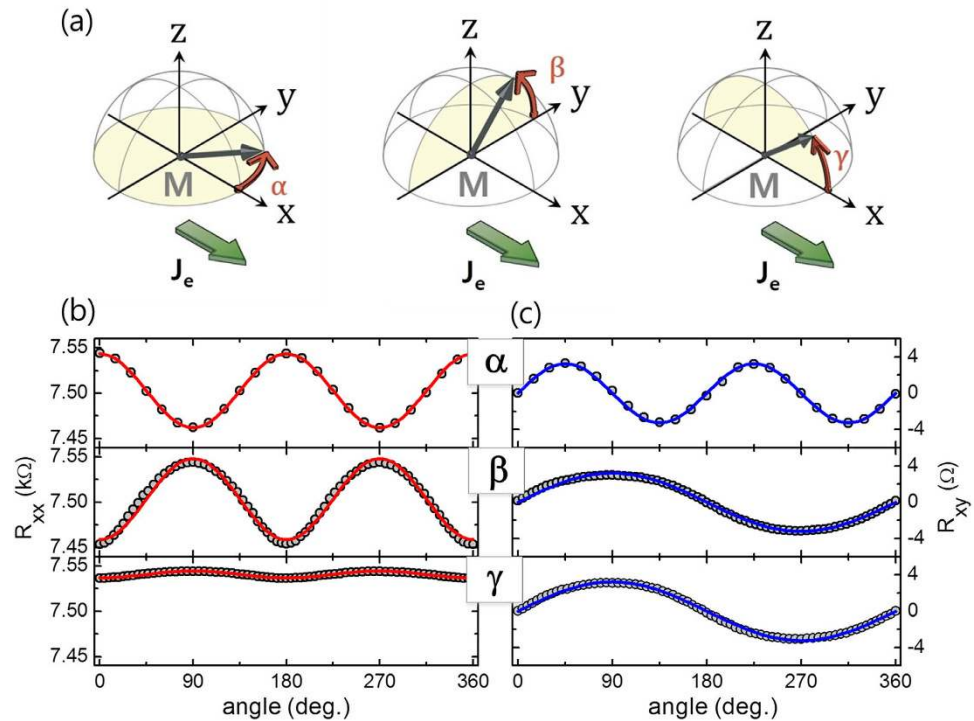 (a)
z
y
x
α
M
J_e
z
y
x
β
M
J_e
z
y
x
γ
M
J_e
(b)
(c)
α
β
γ
7.55
7.50
7.45
7.55
7.50
7.45
7.55
7.50
7.45
R_xx (kΩ)
4
0
-4
4
0
-4
4
0
-4
R_xy (Ω)
0 90 180 270 360
0 90 180 270 360
angle (deg.)
angle (deg.)